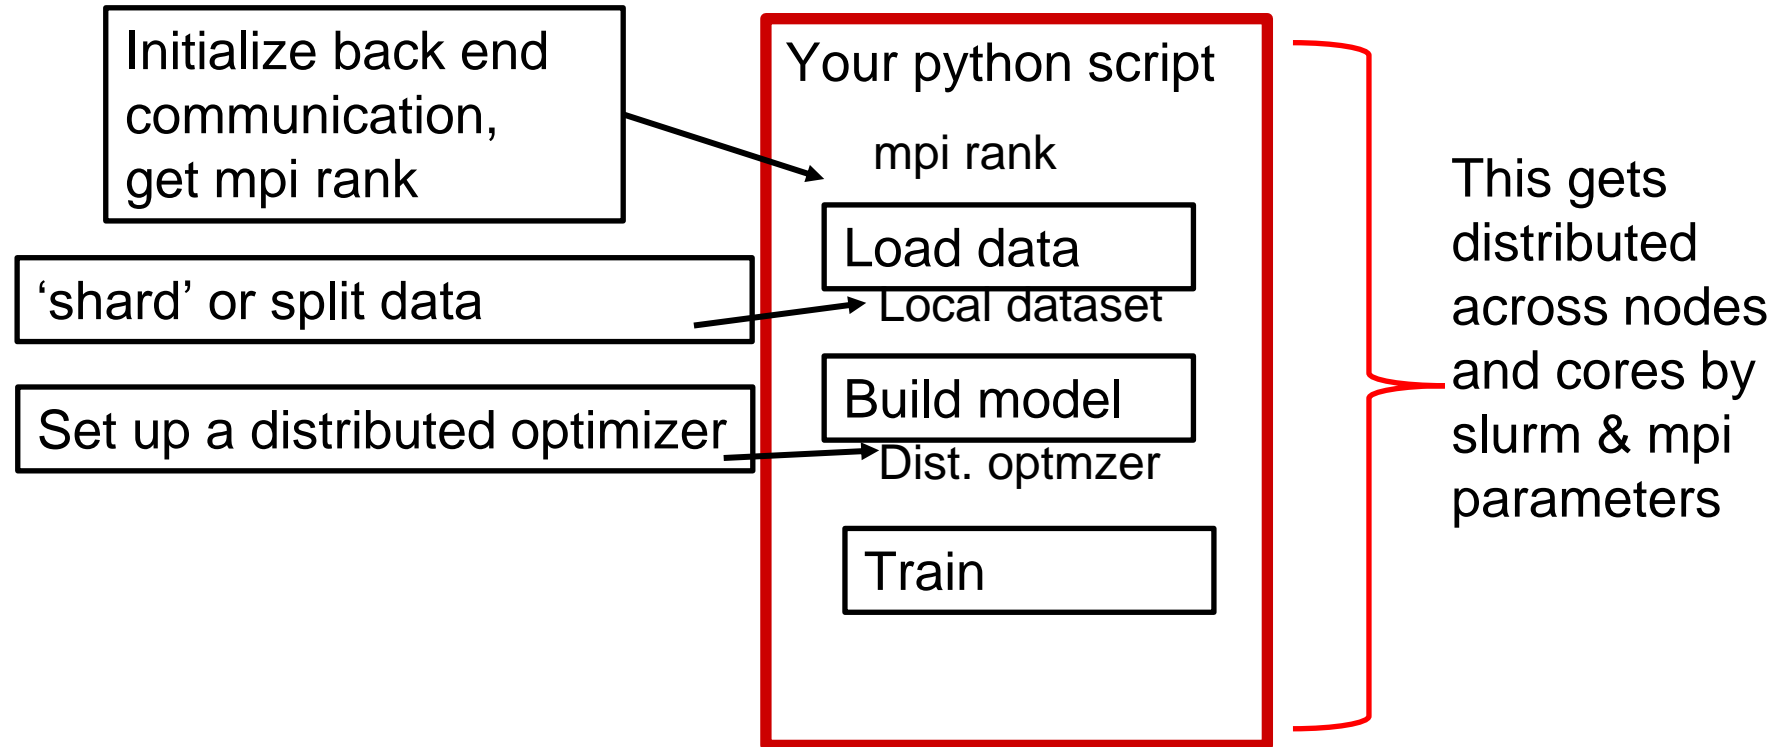 Initialize back end
communication,
get mpi rank
‘shard’ or split data
Set up a distributed optimizer
Your python script
mpi rank
Load data
Local dataset
Build model
Dist. optmzer
Train
This gets
distributed
across nodes
and cores by
slurm & mpi
parameters